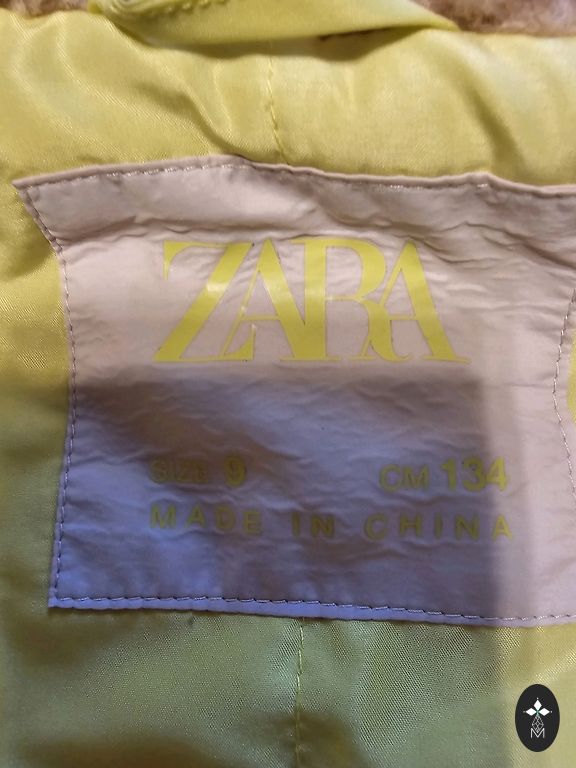 ZARA
SIZE 9 CM 134
MADE IN CHINA
M